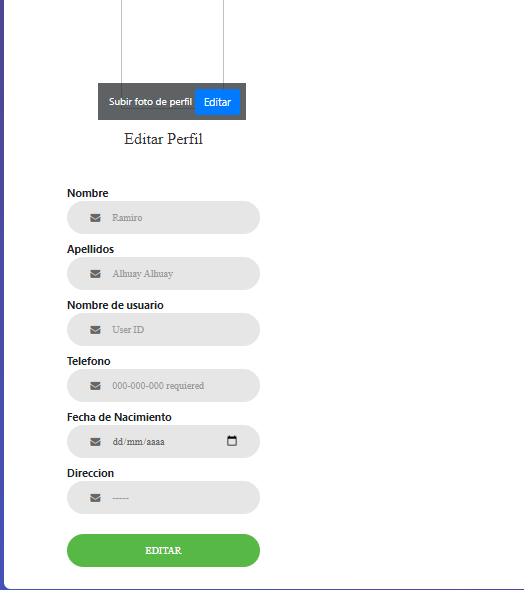 Subir foto de perfil Editar
Editar Perfil
Nombre
Ramiro
Apellidos
Alhuay Alhuay
Nombre de usuario
User ID
Telefono
000-000-000 requiered
Fecha de Nacimiento
dd/mm/aaaa
Direccion
-----
EDITAR